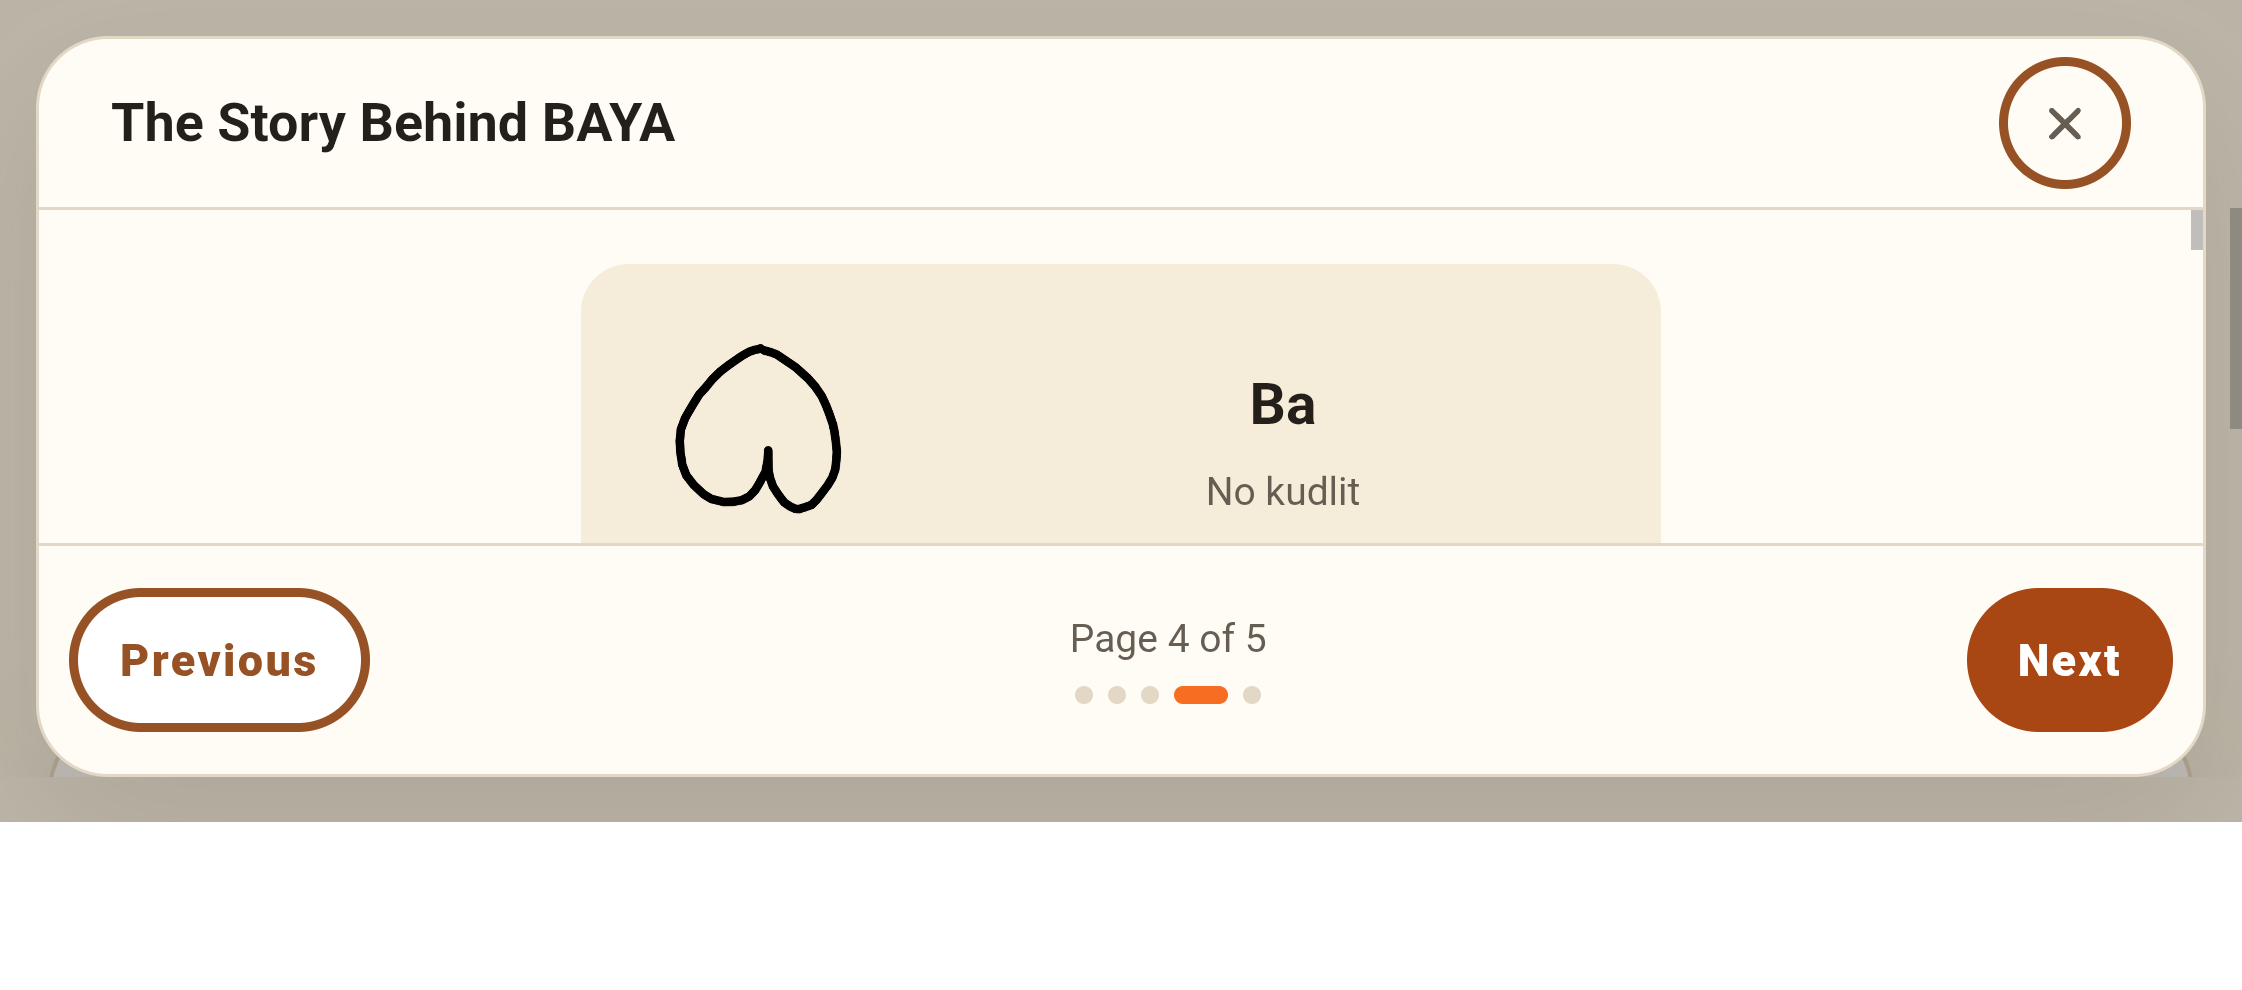 The Story Behind BAYA
ᜊ
Ba
No kudlit
Previous
Page 4 of 5
Next